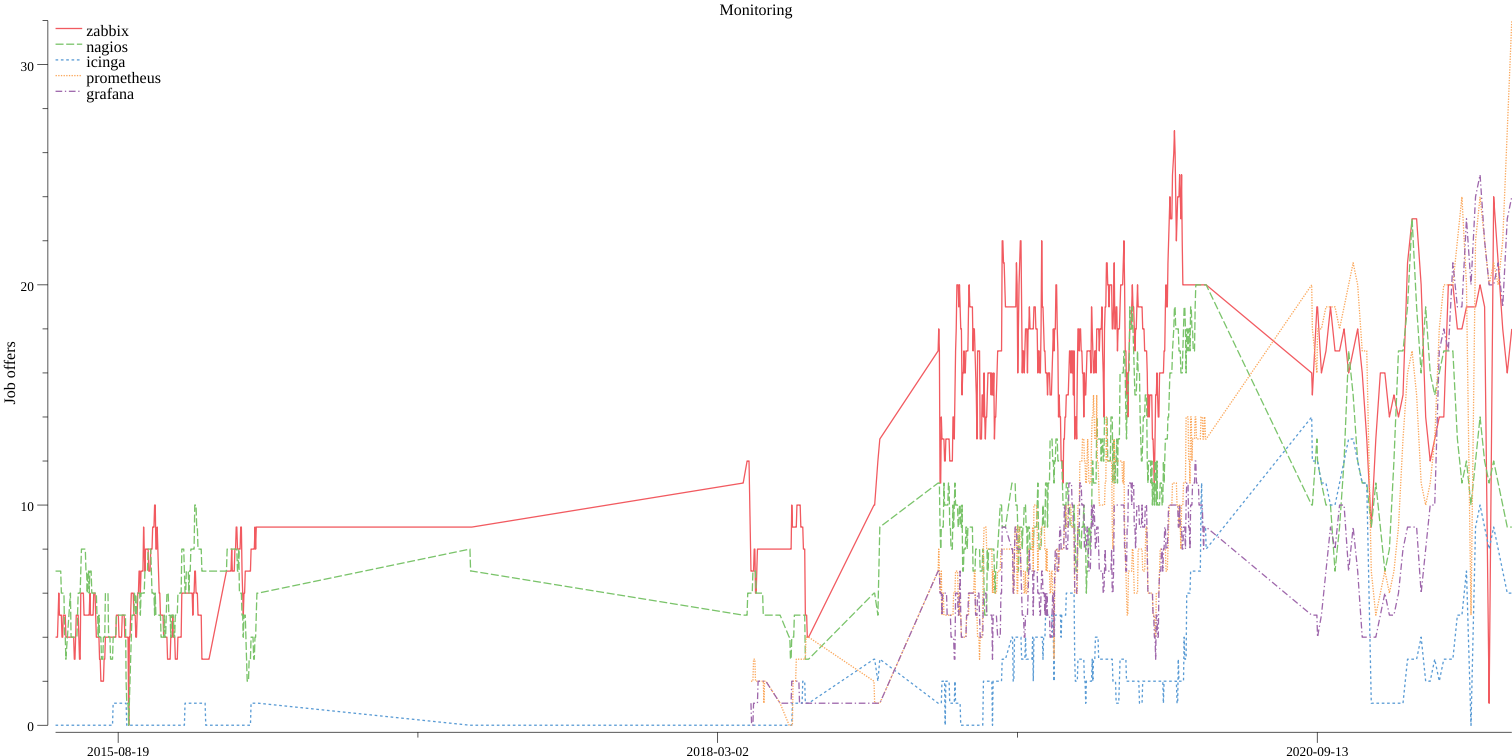 Monitoring
zabbix
nagios
icinga
prometheus
grafana
30
20
10
0
Job offers
2015-08-19
2018-03-02
2020-09-13